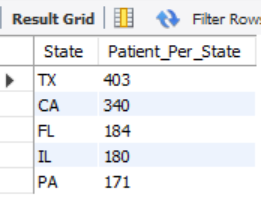 Result Grid Filter Rows
State Patient_Per_State
TX 403
CA 340
FL 184
IL 180
PA 171